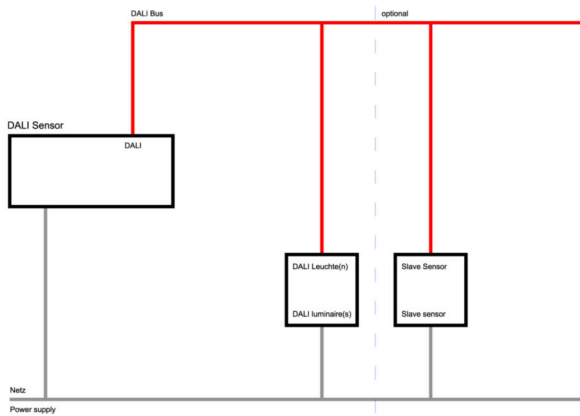 DALI Bus
optional
DALI Sensor
DALI
DALI Leuchte(n)
DALI luminaire(s)
Slave Sensor
Slave sensor
Netz
Power supply